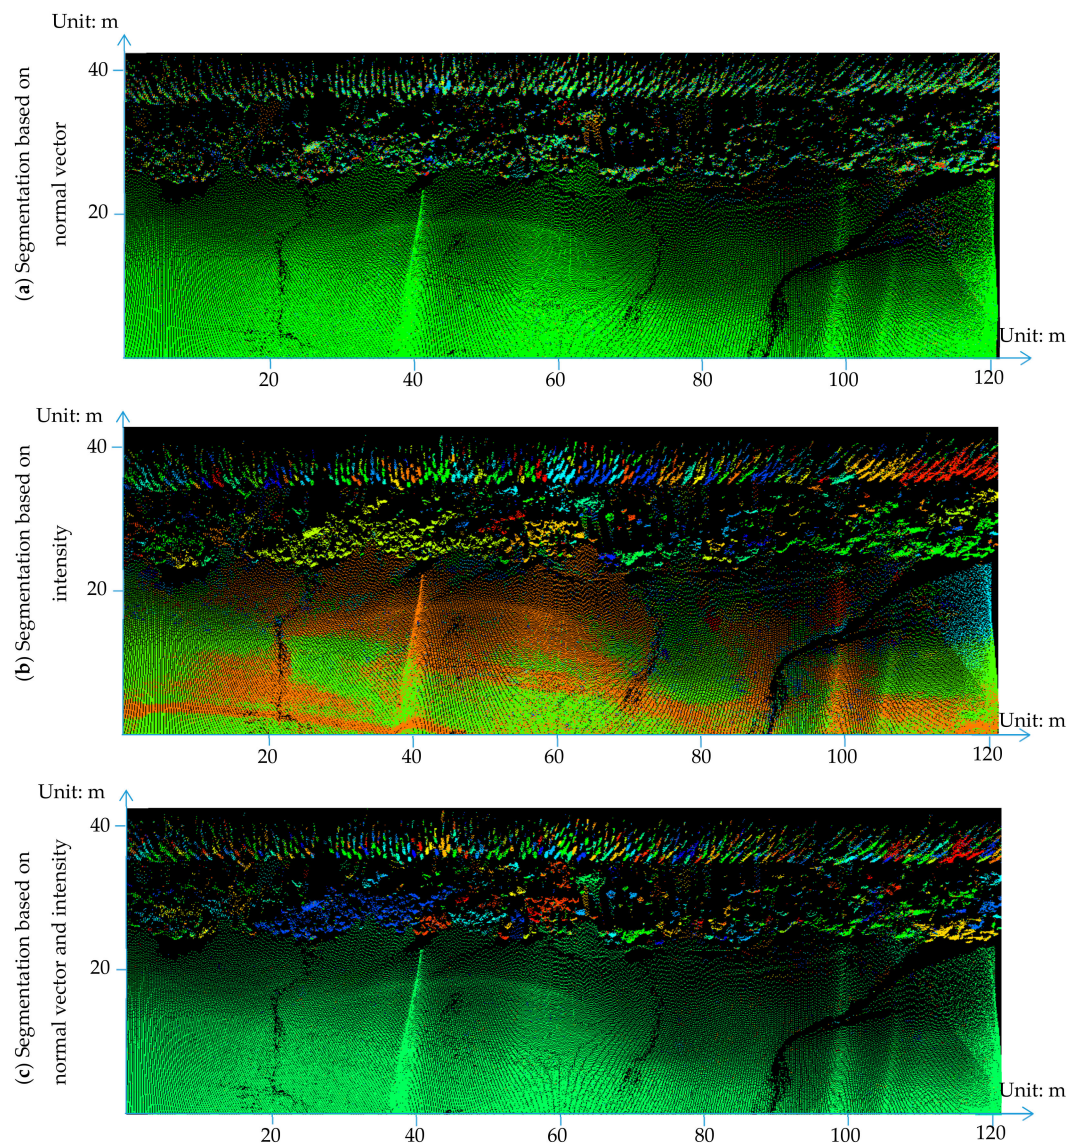 Unit: m
40
20
(a) Segmentation based on
normal vector
Unit: m
20
40
60
80
100
120
Unit: m
40
20
(b) Segmentation based on
intensity
Unit: m
20
40
60
80
100
120
Unit: m
40
20
(c) Segmentation based on
normal vector and intensity
Unit: m
20
40
60
80
100
120